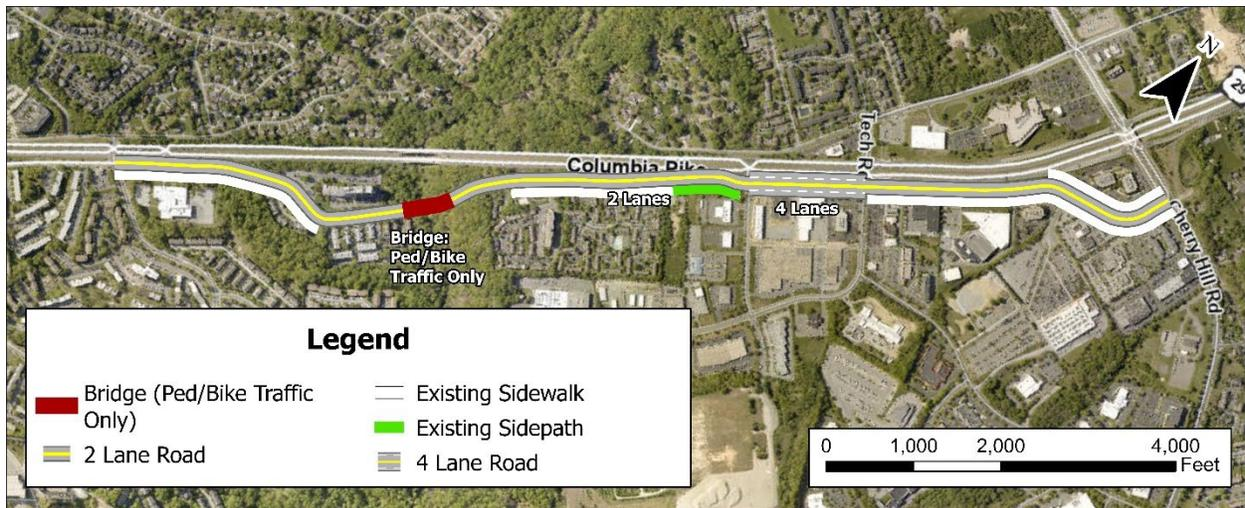 N
29
Tech Rd
Columbia Pike
2 Lanes
4 Lanes
Bridge:
Ped/Bike
Traffic Only
Cherry Hill Rd
Legend
Bridge (Ped/Bike Traffic
Only)
2 Lane Road
Existing Sidewalk
Existing Sidepath
4 Lane Road
0 1,000 2,000 4,000
Feet